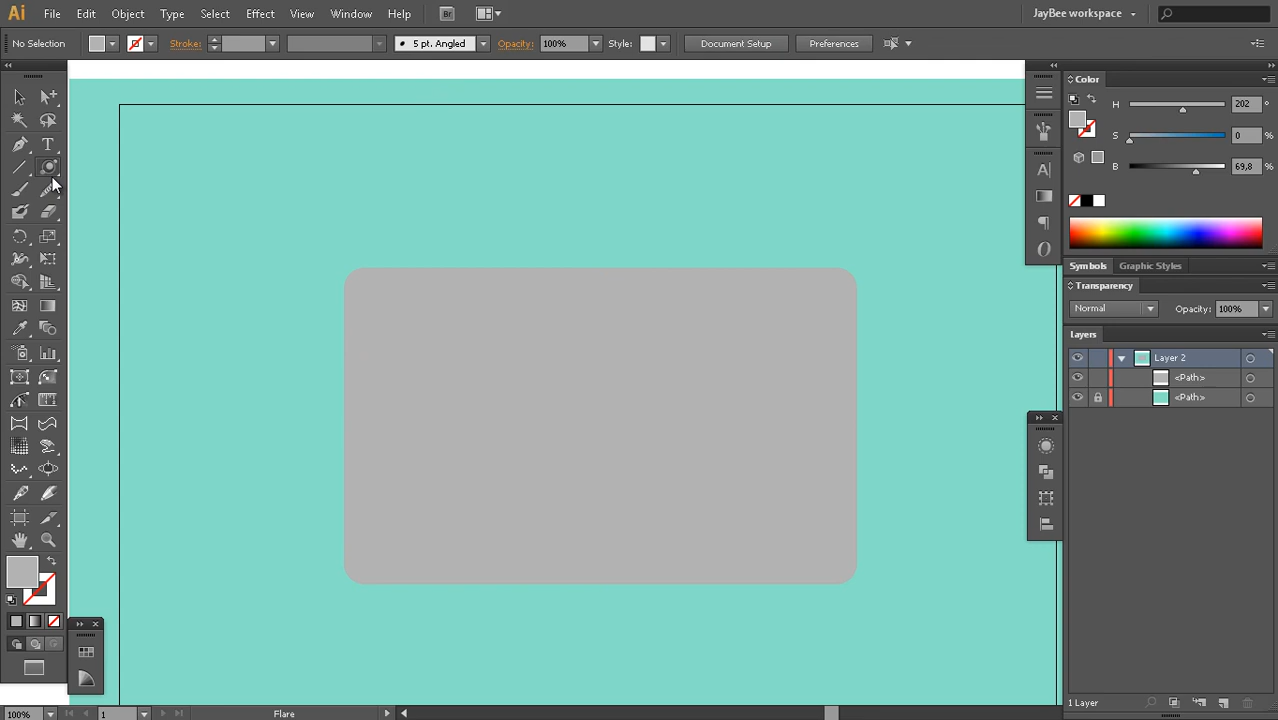 Ai File Edit Object Type Select Effect View Window Help Br JayBee workspace
No Selection Stroke: 5 pt. Angled Opacity: 100% Style: Document Setup Preferences
Color
H 202 °
S 0 %
B 69,8 %
Symbols Graphic Styles
Transparency
Normal Opacity: 100%
Layers
Layer 2
<Path>
<Path>
1 Layer
100% 1 Flare